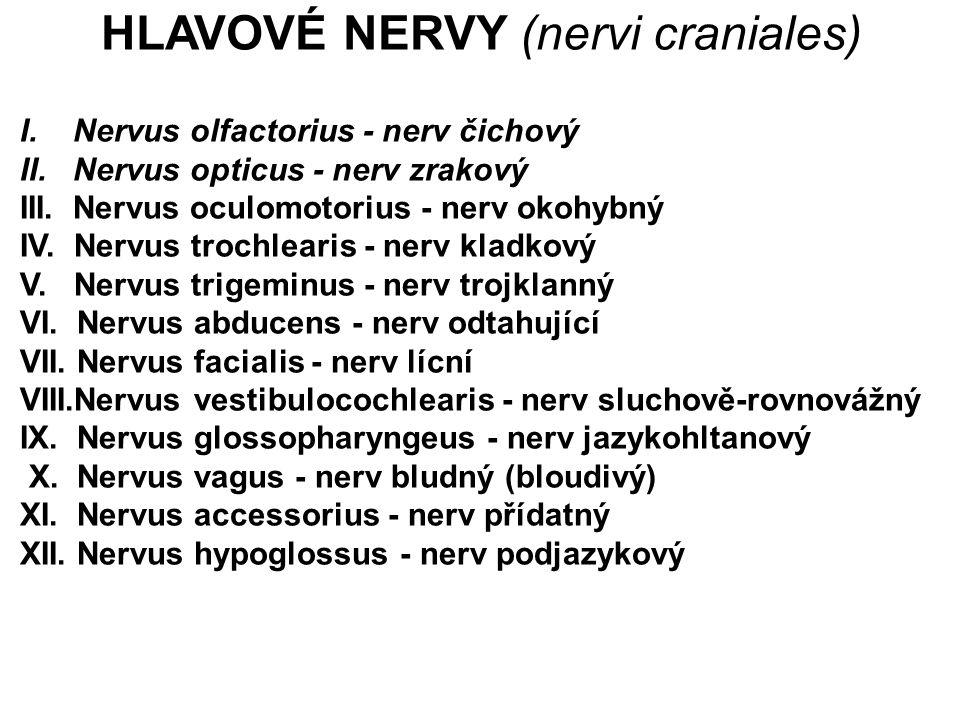 HLAVOVÉ NERVY (nervi craniales)
I. Nervus olfactorius - nerv čichový
II. Nervus opticus - nerv zrakový
III. Nervus oculomotorius - nerv okohybný
IV. Nervus trochlearis - nerv kladkový
V. Nervus trigeminus - nerv trojklanný
VI. Nervus abducens - nerv odtahující
VII. Nervus facialis - nerv lícní
VIII.Nervus vestibulocochlearis - nerv sluchově-rovnovážný
IX. Nervus glossopharyngeus - nerv jazykohltanový
X. Nervus vagus - nerv bludný (bloudivý)
XI. Nervus accessorius - nerv přídatný
XII. Nervus hypoglossus - nerv podjazykový